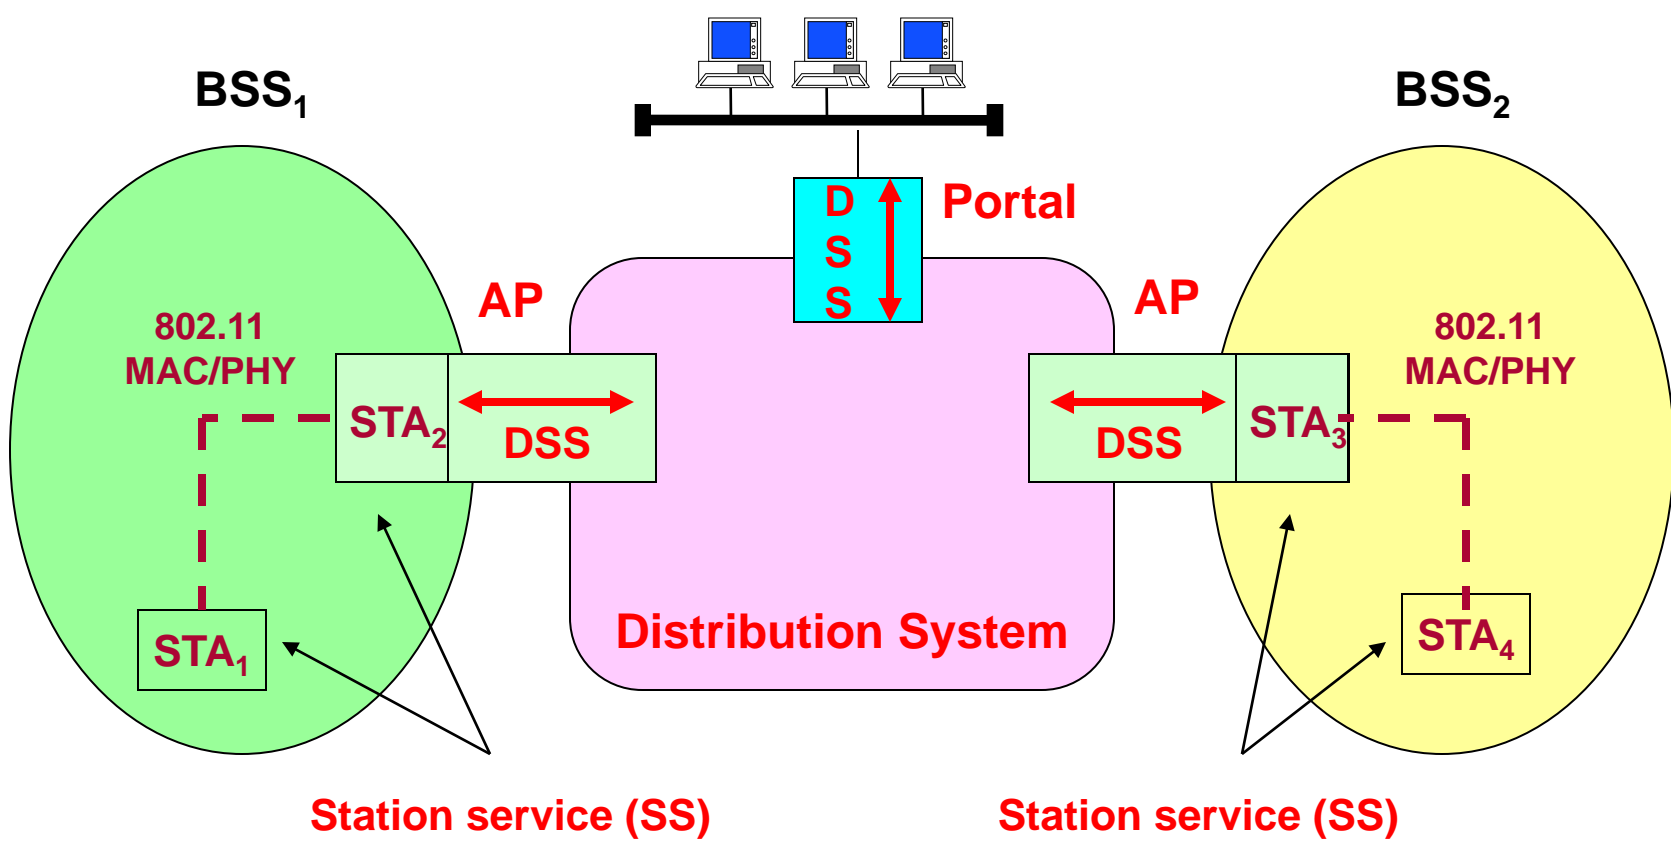 BSS1
BSS2
D
S
S
Portal
AP
AP
802.11
MAC/PHY
802.11
MAC/PHY
STA2
DSS
DSS
STA3
Distribution System
STA1
STA4
Station service (SS)
Station service (SS)